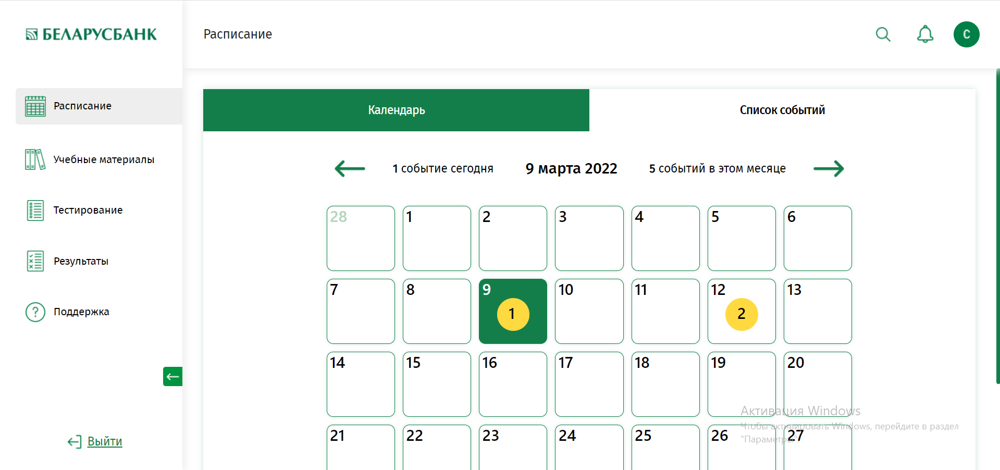 БЕЛАРУСБАНК
Расписание
С
Расписание
Учебные материалы
Тестирование
Результаты
Поддержка
Выйти
Календарь
Список событий
1 событие сегодня
9 марта 2022
5 событий в этом месяце
28 1 2 3 4 5 6
7 8 9 10 11 12 13
1 2
14 15 16 17 18 19 20
21 22 23 24 25 26 27
Активация Windows
Чтобы активировать Windows, перейдите в раздел
"Параметры".